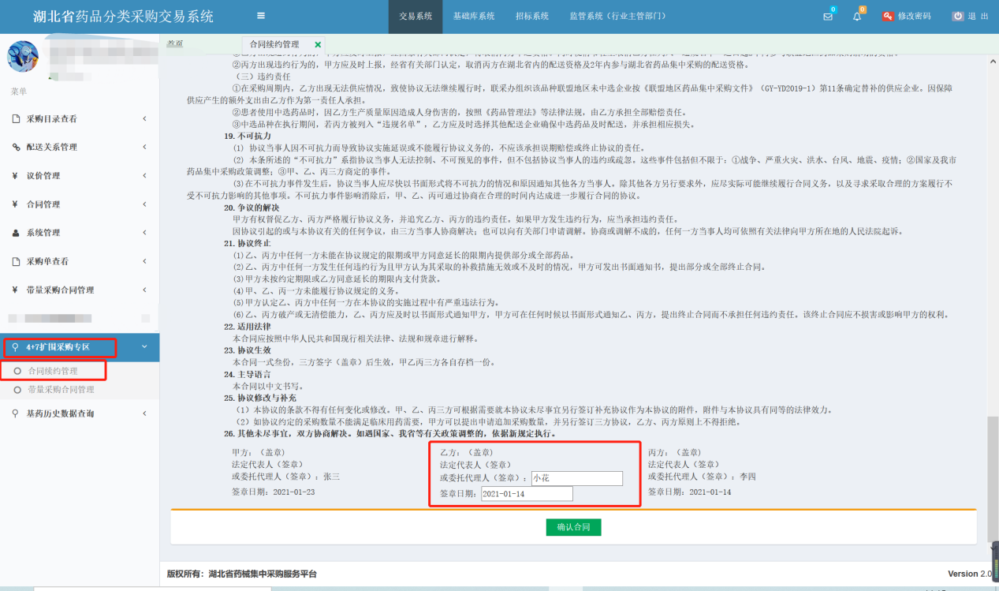 湖北省药品分类采购交易系统
交易系统
基础库系统
招标系统
监管系统（行业主管部门）
0
0
修改密码
退 出
首页
合同续约管理
菜单
采购目录查看
配送关系管理
议价管理
合同管理
系统管理
采购单查看
带量采购合同管理
4+7扩围采购专区
合同续约管理
带量采购合同管理
基药历史数据查询
②丙方出现违约行为的，甲方应及时上报，经省有关部门认定，取消丙方在湖北省内的配送资格及2年内参与湖北省药品集中采购的配送资格。
（三）违约责任
①在采购周期内，乙方出现无法供应情况，致使协议无法继续履行时，联采办组织该品种联盟地区未中选企业按《联盟地区药品集中采购文件》（GY-YD2019-1）第11条确定替补的供应企业。因保障
供应产生的额外支出由乙方作为第一责任人承担。
②患者使用中选药品时，因乙方生产质量原因造成人身伤害的，按照《药品管理法》等法律法规，由乙方承担全部赔偿责任。
③中选品种在执行期间，若丙方被列入“违规名单”，乙方应及时选择其他配送企业确保中选药品及时配送，并承担相应损失。
19.不可抗力
(1) 协议当事人因不可抗力而导致协议实施延误或不能履行协议义务的，不应该承担误期赔偿或终止协议的责任。
(2) 本条所述的“不可抗力”系指协议当事人无法控制、不可预见的事件，但不包括协议当事人的违约或疏忽。这些事件包括但不限于：①战争、严重火灾、洪水、台风、地震、疫情；②国家及我市
药品集中采购政策调整；③甲、乙、丙三方商定的事件。
(3)在不可抗力事件发生后，协议当事人应尽快以书面形式将不可抗力的情况和原因通知其他各方当事人。除其他各方另行要求外，应尽实际可能继续履行合同义务，以及寻求采取合理的方案履行不
受不可抗力影响的其他事项。不可抗力事件影响消除后，甲、乙、丙可通过协商在合理的时间内达成进一步履行合同的协议。
20.争议的解决
甲方有权督促乙方、丙方严格履行协议义务，并追究乙方、丙方的违约责任。如果甲方发生违约行为，应当承担违约责任。
因协议引起的或与本协议有关的任何争议，由三方当事人协商解决；也可以向有关部门申请调解。协商或调解不成的，任何一方当事人均可依照有关法律向甲方所在地的人民法院起诉。
21.协议终止
(1)乙、丙方中任何一方未能在协议规定的限期或甲方同意延长的限期内提供部分或全部药品。
(2)乙、丙方中任何一方发生任何违约行为且甲方认为其采取的补救措施无效或不及时的情况，甲方可发出书面通知书，提出部分或全部终止合同。
(3)甲方未按约定期限或乙方同意延长的期限内支付货款。
(4)甲、乙、丙一方未能履行协议规定的义务。
(5)甲方认定乙、丙方中任何一方在本协议的实施过程中有严重违法行为。
(6)乙、丙方破产或无清偿能力，乙、丙方应及时以书面形式通知甲方，甲方可在任何时候以书面形式通知乙、丙方，提出终止合同而不承担任何违约责任。该终止合同应不损害或影响甲方的权利。
22.适用法律
本合同应按照中华人民共和国现行相关法律、法规和规章进行解释。
23.协议生效
本合同一式叁份，三方签字（盖章）后生效，甲乙丙三方各自存档一份。
24.主导语言
本合同以中文书写。
25.协议修改与补充
（1）本协议的条款不得有任何变化或修改。甲、乙、丙三方可根据需要就本协议未尽事宜另行签订补充协议作为本协议的附件，附件与本协议具有同等的法律效力。
（2）如协议约定的采购数量不能满足临床用药需要，甲方可以提出申请追加采购数量，并另行签订三方协议，乙方、丙方原则上不得拒绝。
26.其他未尽事宜，双方协商解决。如遇国家、我省等有关政策调整的，依据新规定执行。
甲方：（盖章）
法定代表人（签章）
或委托代理人（签章）：张三
签章日期：2021-01-23
乙方：（盖章）
法定代表人（签章）
或委托代理人（签章）：小花
签章日期：2021-01-14
丙方：（盖章）
法定代表人（签章）
或委托代理人（签章）：李四
签章日期：2021-01-14
确认合同
版权所有：湖北省药械集中采购服务平台
Version 2.0